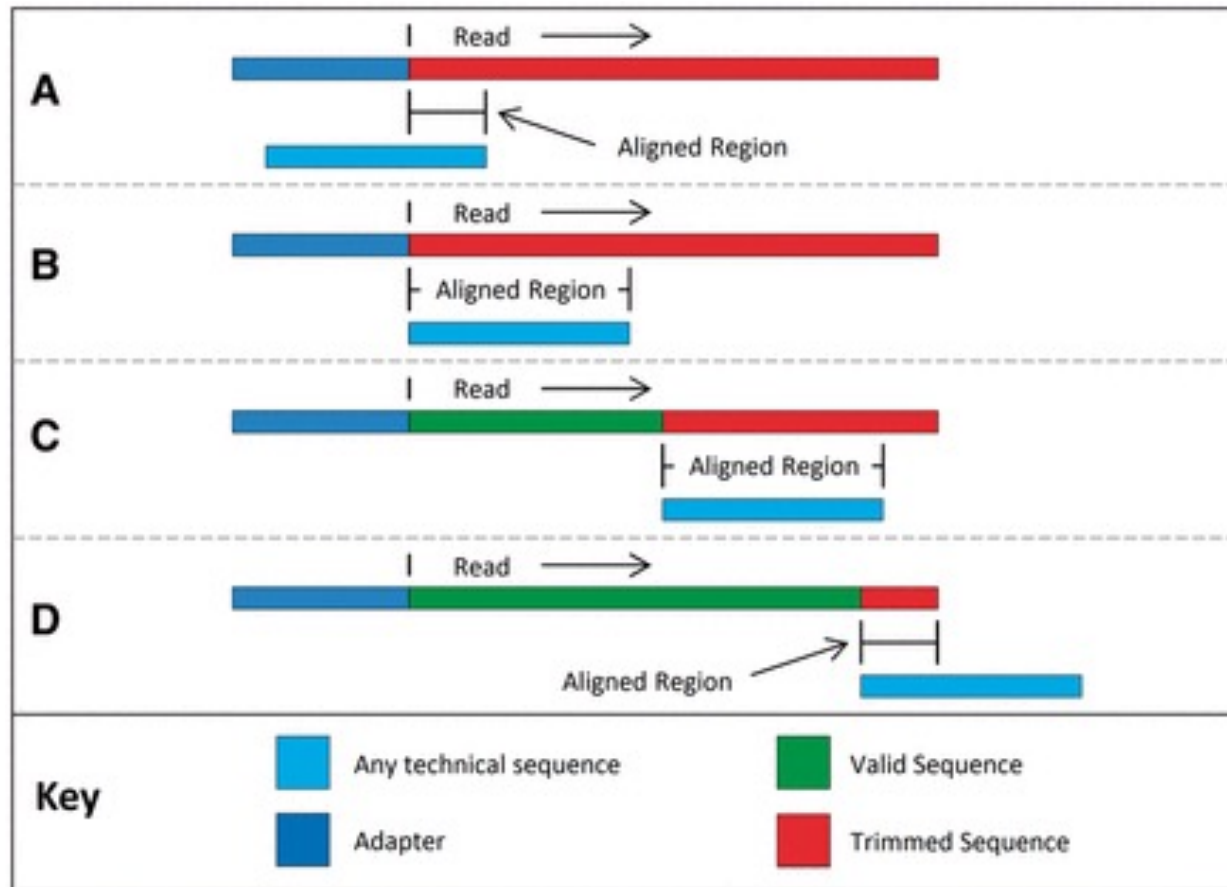 Read
A
Aligned Region
Read
B
Aligned Region
Read
C
Aligned Region
Read
D
Aligned Region
Key
Any technical sequence
Valid Sequence
Adapter
Trimmed Sequence